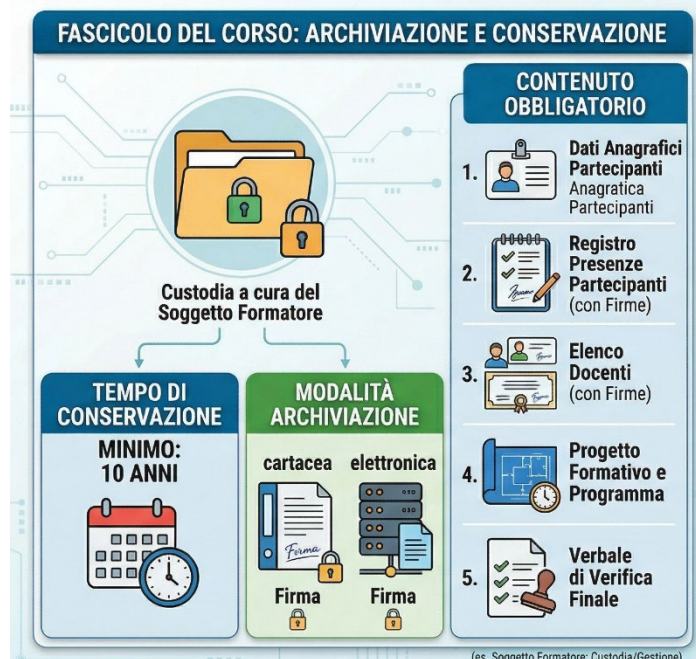 FASCICOLO DEL CORSO: ARCHIVIAZIONE E CONSERVAZIONE
Custodia a cura del
Soggetto Formatore
TEMPO DI
CONSERVAZIONE
MINIMO:
10 ANNI
MODALITÀ
ARCHIVIAZIONE
cartacea
elettronica
Firma
Firma
Firma
CONTENUTO
OBBLIGATORIO
1.
Dati Anagrafici
Partecipanti
Anagratica
Partecipanti
2.
Registro
Presenze
Partecipanti
(con Firme)
3.
Elenco
Docenti
(con Firme)
4.
Progetto
Formativo e
Programma
5.
Verbale
di Verifica
Finale
(es. Soggetto Formatore: Custodia/Gestione)